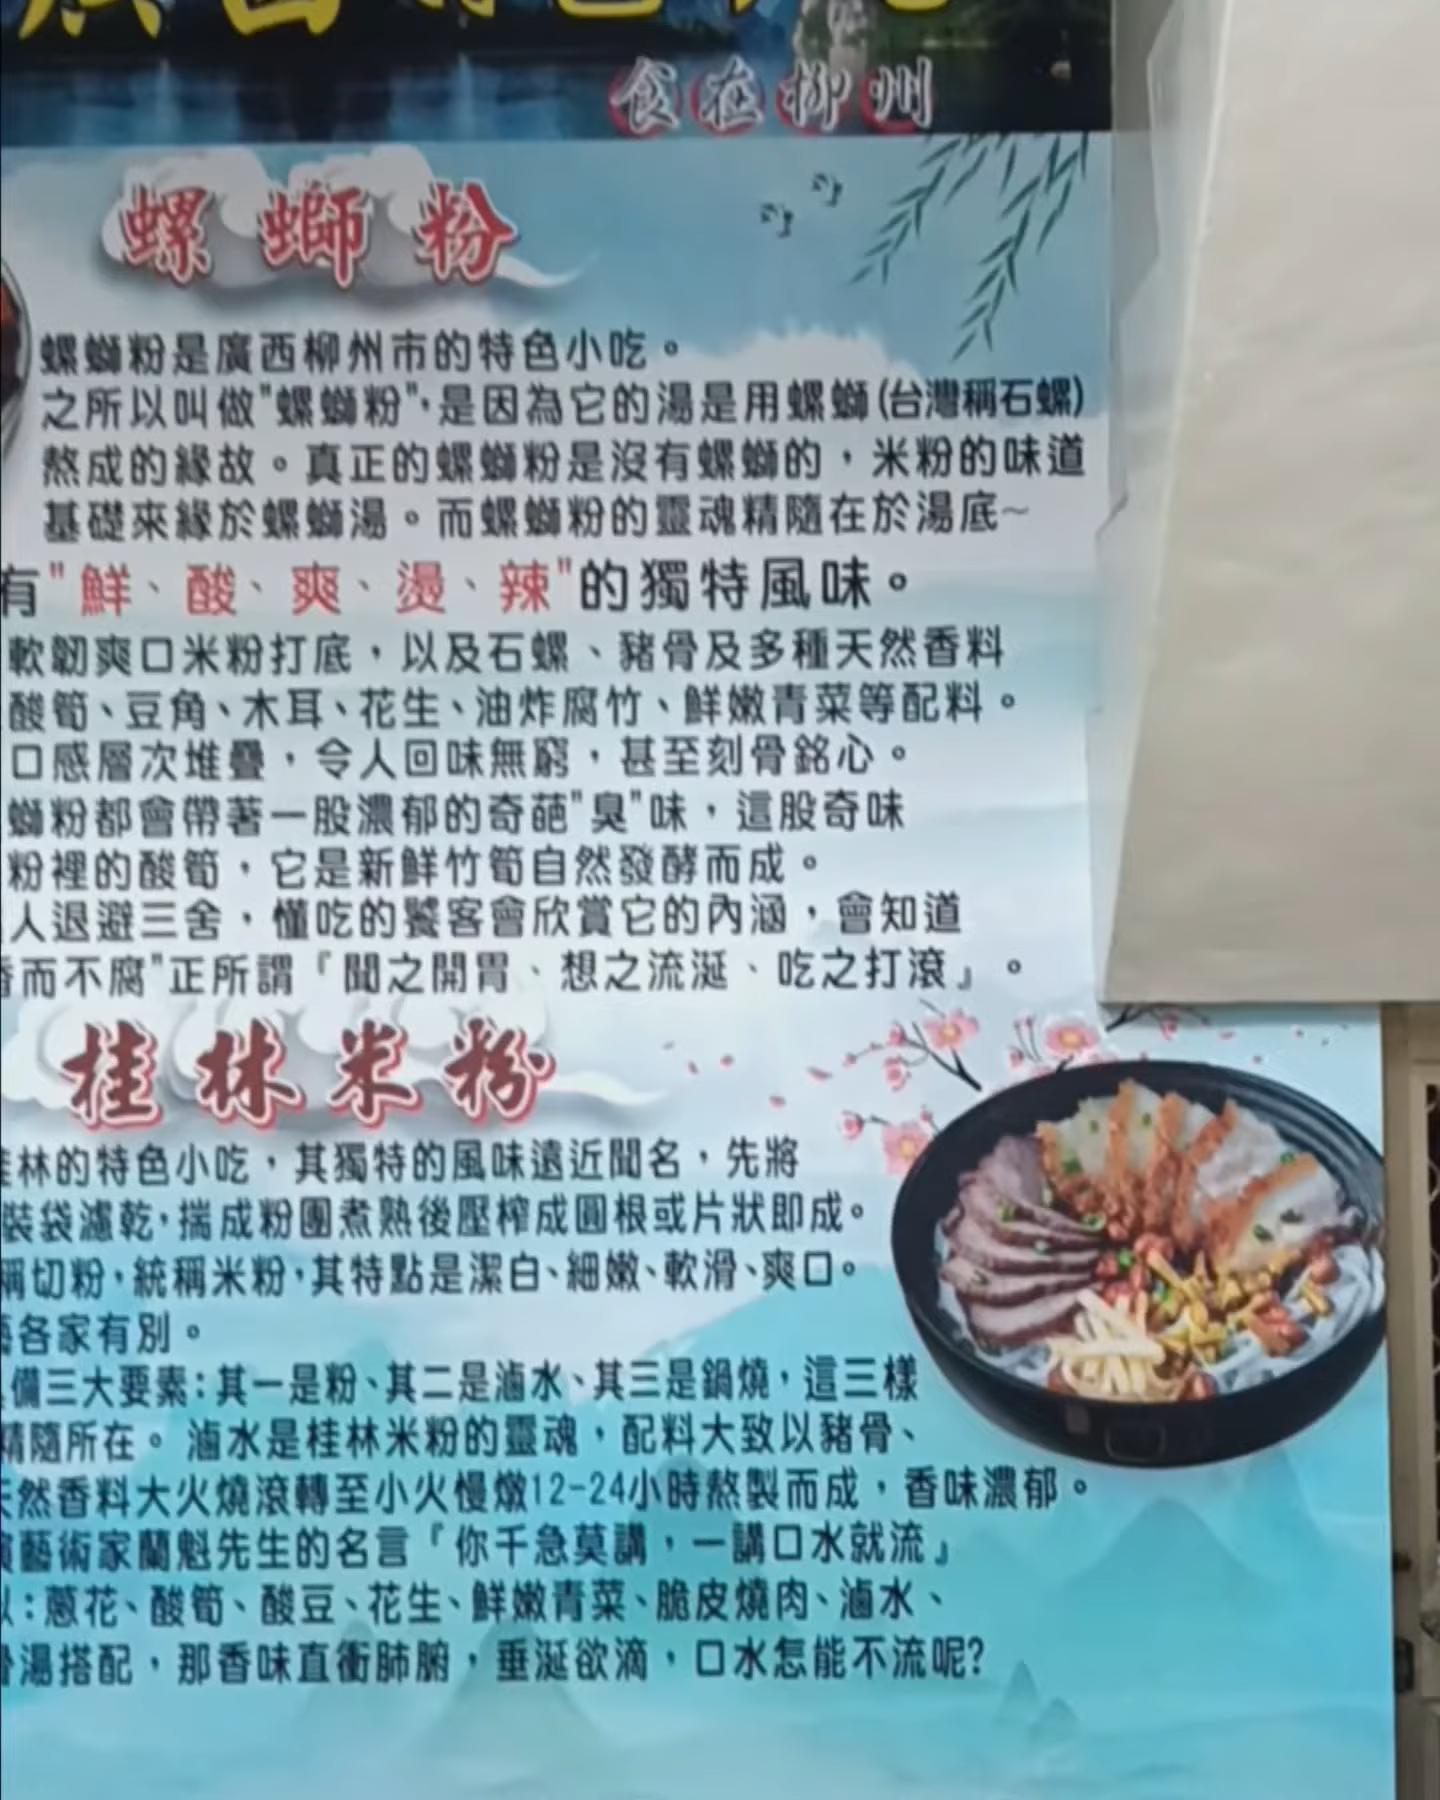 食在柳州
螺螄粉
螺螄粉是廣西柳州市的特色小吃。
之所以叫做"螺螄粉",是因為它的湯是用螺螄(台灣稱石螺)
熬成的緣故。真正的螺螄粉是沒有螺螄的，米粉的味道
基礎來緣於螺螄湯。而螺螄粉的靈魂精隨在於湯底~
有"鮮、酸、爽、燙、辣"的獨特風味。
軟韌爽口米粉打底，以及石螺、豬骨及多種天然香料
酸筍、豆角、木耳、花生、油炸腐竹、鮮嫩青菜等配料。
口感層次堆疊，令人回味無窮，甚至刻骨銘心。
螄粉都會帶著一股濃郁的奇葩"臭"味，這股奇味
粉裡的酸筍，它是新鮮竹筍自然發酵而成。
人退避三舍，懂吃的饕客會欣賞它的內涵，會知道
而不腐"正所謂『聞之開胃、想之流涎、吃之打滾』。
桂林米粉
林的特色小吃，其獨特的風味遠近聞名，先將
裝袋濾乾，揣成粉團煮熟後壓榨成圓根或片狀即成。
稱切粉，統稱米粉，其特點是潔白、細嫩、軟滑、爽口。
各家有別。
備三大要素：其一是粉、其二是滷水、其三是鍋燒，這三樣
精隨所在。滷水是桂林米粉的靈魂，配料大致以豬骨、
天然香料大火燒滾轉至小火慢燉12-24小時熬製而成，香味濃郁。
藝術家蘭魁先生的名言『你千急莫講，一講口水就流』
以：蔥花、酸筍、酸豆、花生、鮮嫩青菜、脆皮燒肉、滷水、
骨湯搭配，那香味直衝肺腑，垂涎欲滴，口水怎能不流呢?